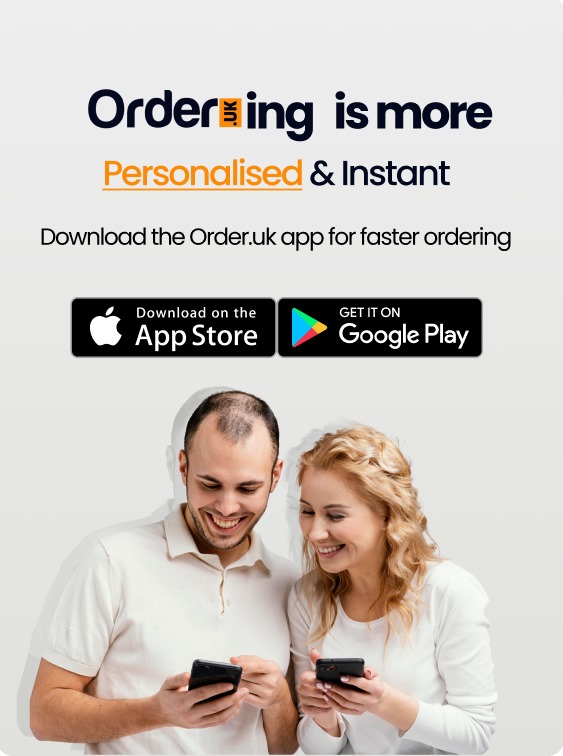 Order.UKing is more
Personalised & Instant
Download the Order.uk app for faster ordering
Download on the
App Store
GET IT ON
Google Play